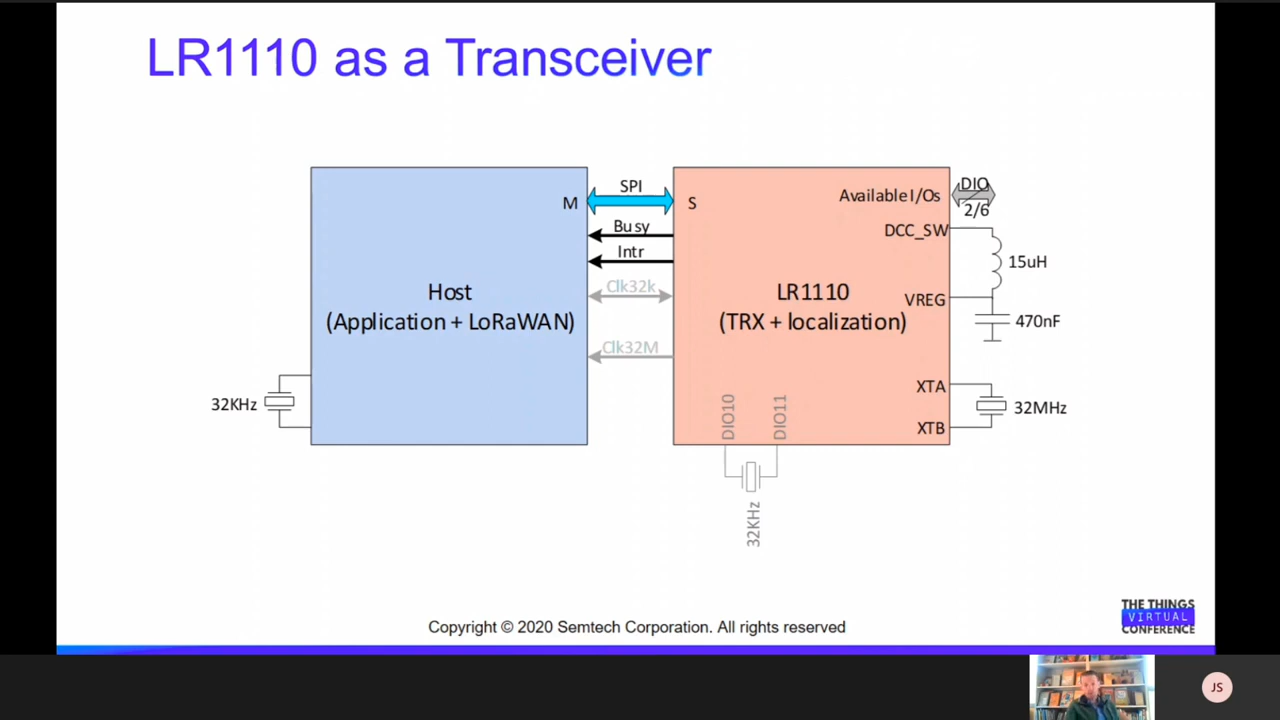 LR1110 as a Transceiver
SPI
M
S
Busy
Intr
Clk32k
Clk32M
Host
(Application + LoRaWAN)
32KHz
LR1110
(TRX + localization)
Available I/Os
DIO
2/6
DCC_SW
15uH
VREG
470nF
XTA
32MHz
XTB
DIO10
DIO11
32KHz
Copyright © 2020 Semtech Corporation. All rights reserved
THE THINGS
VIRTUAL
CONFERENCE
JS